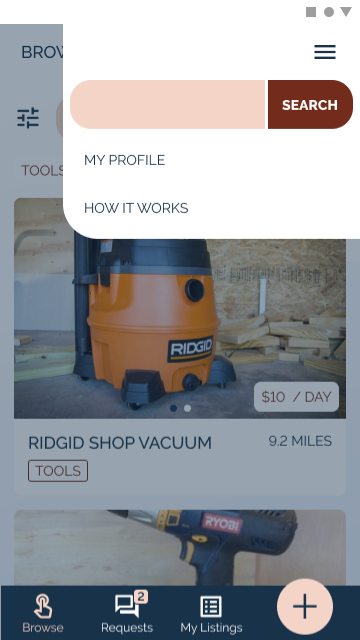 BROW
SEARCH
MY PROFILE
TOOLS
HOW IT WORKS
RIDGID
$10 / DAY
RIDGID SHOP VACUUM
9.2 MILES
TOOLS
RYOBI
2
Browse
Requests
My Listings